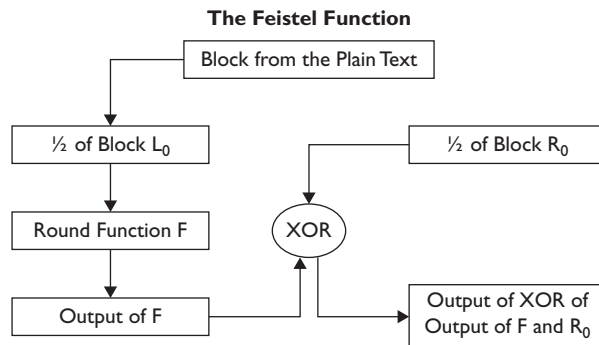 The Feistel Function
Block from the Plain Text
½ of Block L₀
½ of Block R₀
Round Function F
XOR
Output of F
Output of XOR of
Output of F and R₀